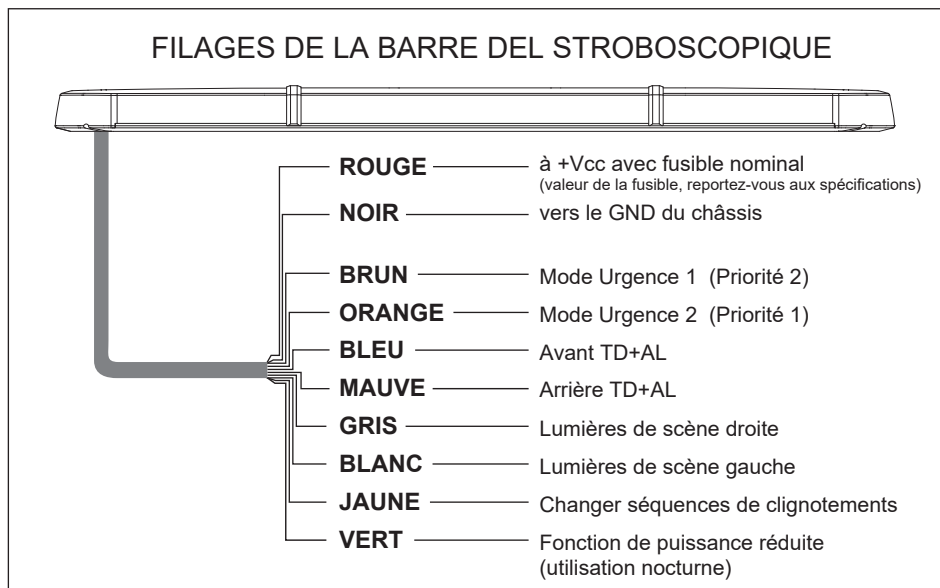 FILAGES DE LA BARRE DEL STROBOSCOPIQUE
ROUGE à +Vcc avec fusible nominal
(valeur de la fusible, reportez-vous aux spécifications)
NOIR vers le GND du châssis
BRUN Mode Urgence 1 (Priorité 2)
ORANGE Mode Urgence 2 (Priorité 1)
BLEU Avant TD+AL
MAUVE Arrière TD+AL
GRIS Lumières de scène droite
BLANC Lumières de scène gauche
JAUNE Changer séquences de clignotements
VERT Fonction de puissance réduite
(utilisation nocturne)